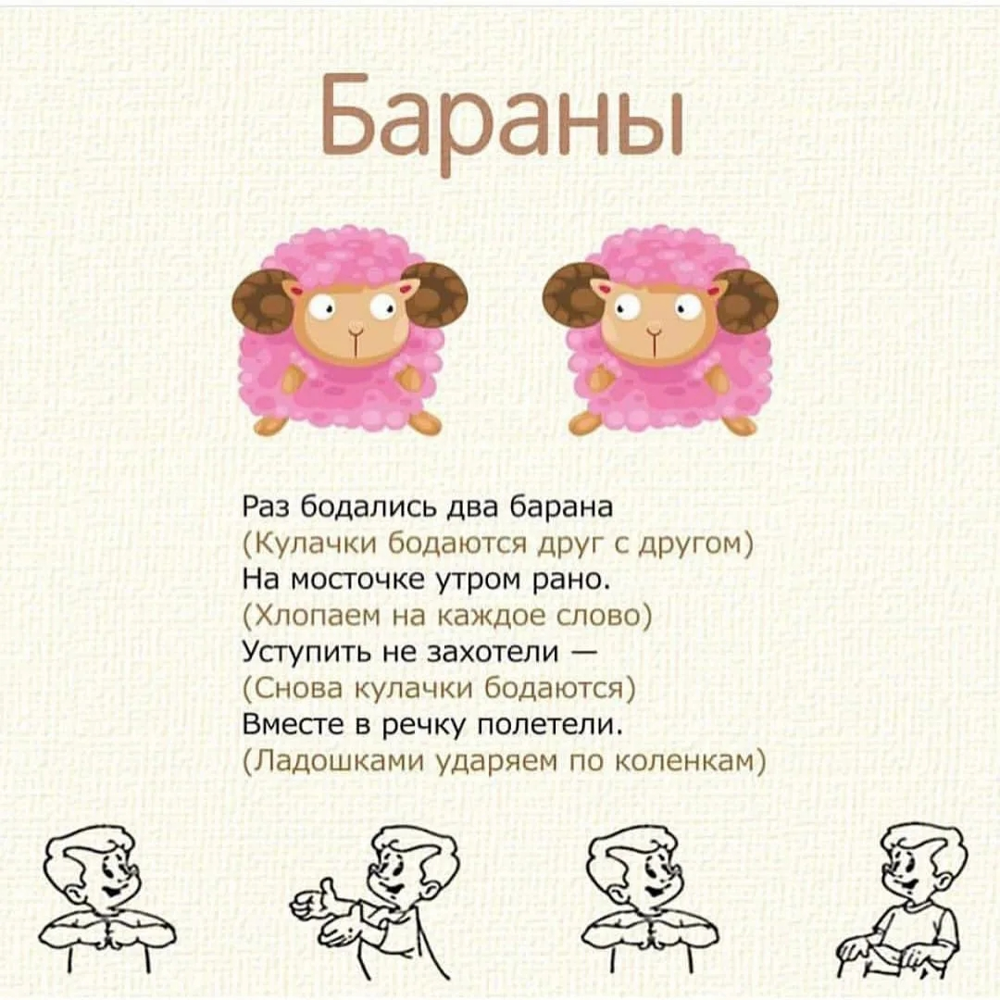 Бараны
Раз бодались два барана
(Кулачки бодаются друг с другом)
На мосточке утром рано.
(Хлопаем на каждое слово)
Уступить не захотели —
(Снова кулачки бодаются)
Вместе в речку полетели.
(Ладошками ударяем по коленкам)